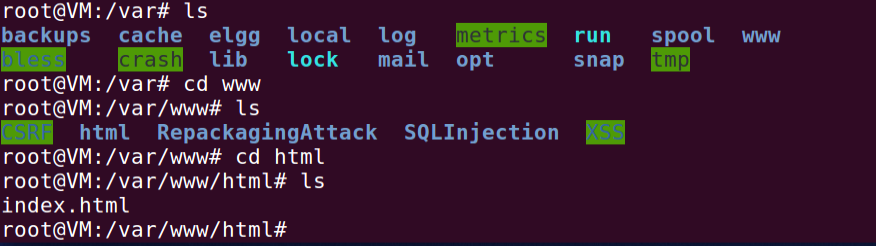 root@VM:/var# ls
backups  cache  elgg  local  log   metrics  run    spool  www
bless    crash  lib   lock   mail  opt      snap   tmp
root@VM:/var# cd www
root@VM:/var/www# ls
CSRF  html  RepackagingAttack  SQLInjection  XSS
root@VM:/var/www# cd html
root@VM:/var/www/html# ls
index.html
root@VM:/var/www/html#